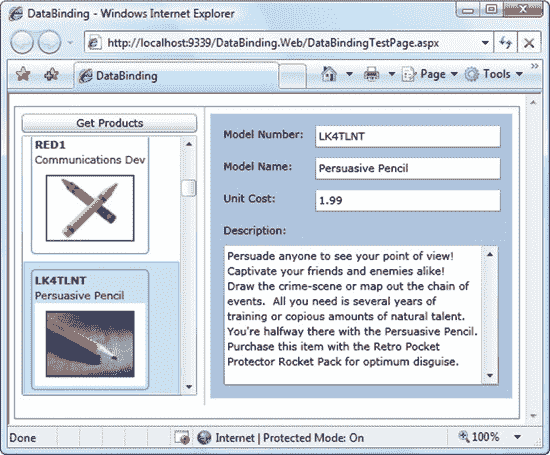 DataBinding - Windows Internet Explorer
http://localhost:9339/DataBinding.Web/DataBindingTestPage.aspx
DataBinding
Page
Tools
Get Products
RED1
Communications Dev
LK4TLNT
Persuasive Pencil
Model Number: LK4TLNT
Model Name: Persuasive Pencil
Unit Cost: 1.99
Description:
Persuade anyone to see your point of view!
Captivate your friends and enemies alike!
Draw the crime-scene or map out the chain of
events.  All you need is several years of
training or copious amounts of natural talent.
You're halfway there with the Persuasive Pencil.
Purchase this item with the Retro Pocket
Protector Rocket Pack for optimum disguise.
Done
Internet | Protected Mode: On
100%